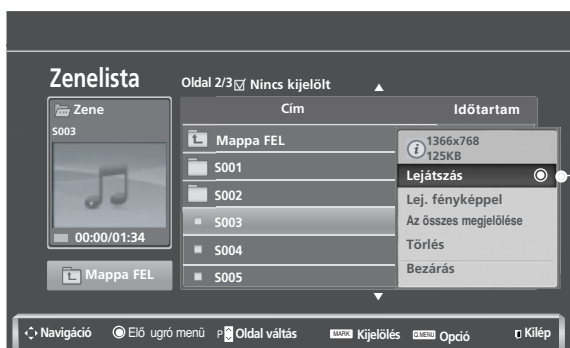 Zenelista
Oldal 2/3 Nincs kijelölt
Zene
S003
00:00/01:34
Mappa FEL
Cím
Időtartam
Mappa FEL
S001
S002
S003
S004
S005
1366x768
125KB
Lejátszás
Lej. fényképpel
Az összes megjelölése
Törlés
Bezárás
Navigáció Elő ugró menü P Oldal váltás MARK Kijelölés Q.MENU Opció Kilép